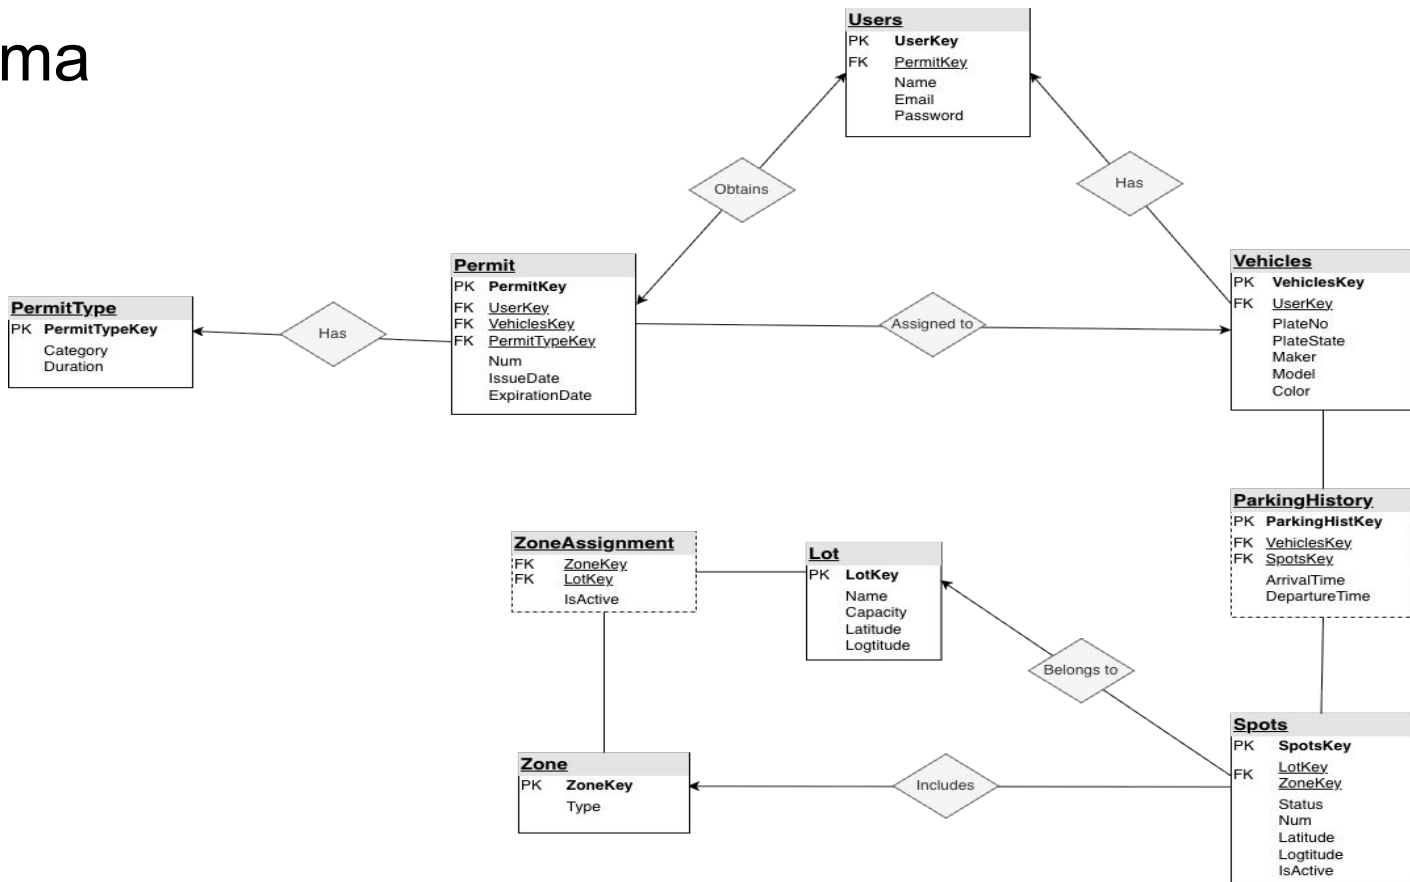 ma
Users
PK UserKey
FK PermitKey
Name
Email
Password
Obtains
Has
Permit
PK PermitKey
FK UserKey
FK VehiclesKey
FK PermitTypeKey
Num
IssueDate
ExpirationDate
Vehicles
PK VehiclesKey
FK UserKey
PlateNo
PlateState
Maker
Model
Color
PermitType
PK PermitTypeKey
Category
Duration
Has
Assigned to
ParkingHistory
PK ParkingHistKey
FK VehiclesKey
FK SpotsKey
ArrivalTime
DepartureTime
ZoneAssignment
FK ZoneKey
FK LotKey
IsActive
Lot
PK LotKey
Name
Capacity
Latitude
Logtitude
Belongs to
Zone
PK ZoneKey
Type
Includes
Spots
PK SpotsKey
LotKey
FK
ZoneKey
Status
Num
Latitude
Logtitude
IsActive